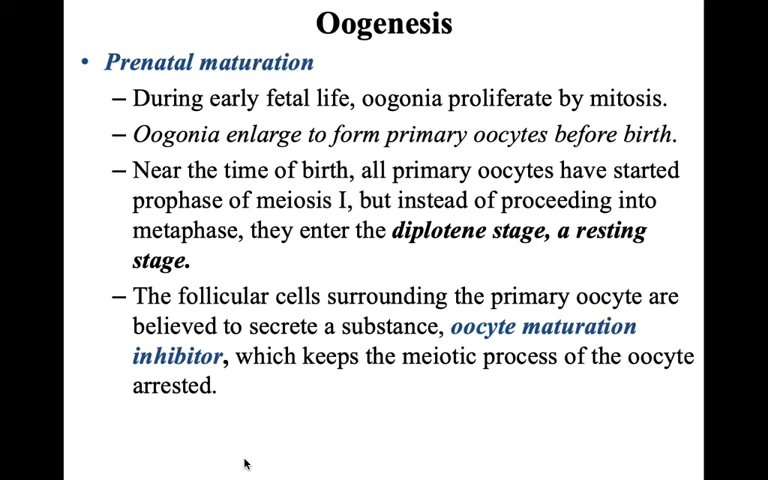 Oogenesis
• Prenatal maturation
– During early fetal life, oogonia proliferate by mitosis.
– Oogonia enlarge to form primary oocytes before birth.
– Near the time of birth, all primary oocytes have started
prophase of meiosis I, but instead of proceeding into
metaphase, they enter the diplotene stage, a resting
stage.
– The follicular cells surrounding the primary oocyte are
believed to secrete a substance, oocyte maturation
inhibitor, which keeps the meiotic process of the oocyte
arrested.